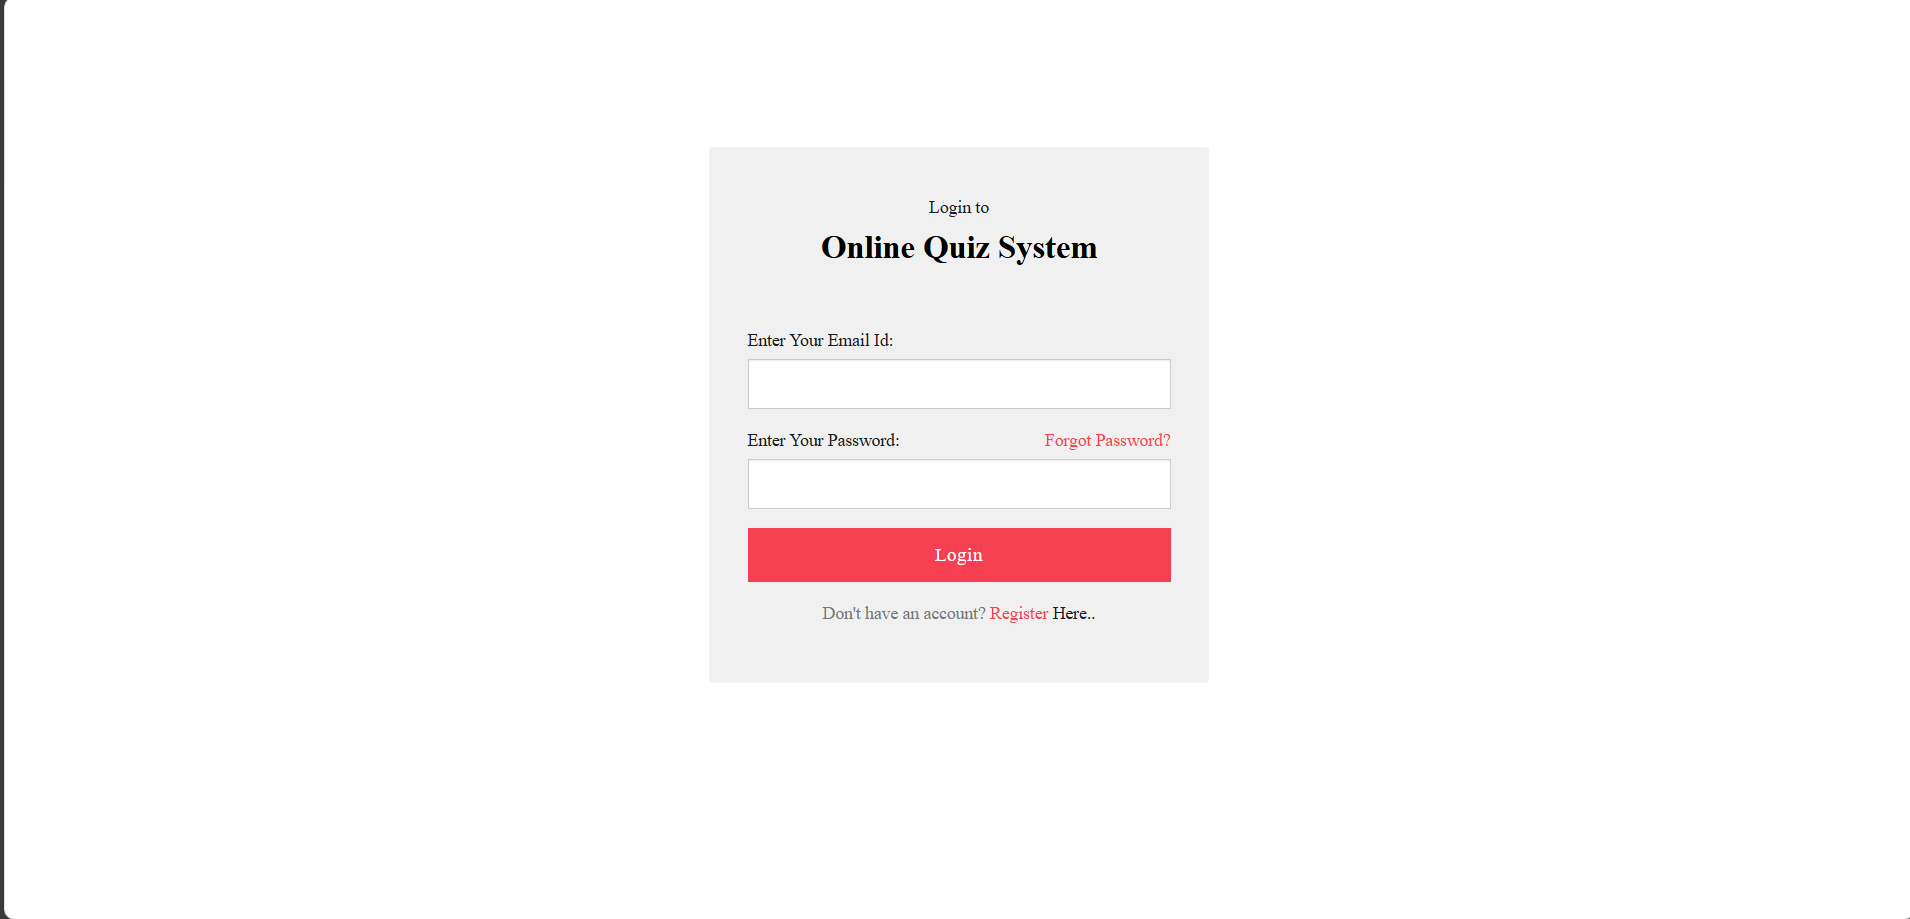 Login to
Online Quiz System
Enter Your Email Id:
Enter Your Password: Forgot Password?
Login
Don't have an account? Register Here..